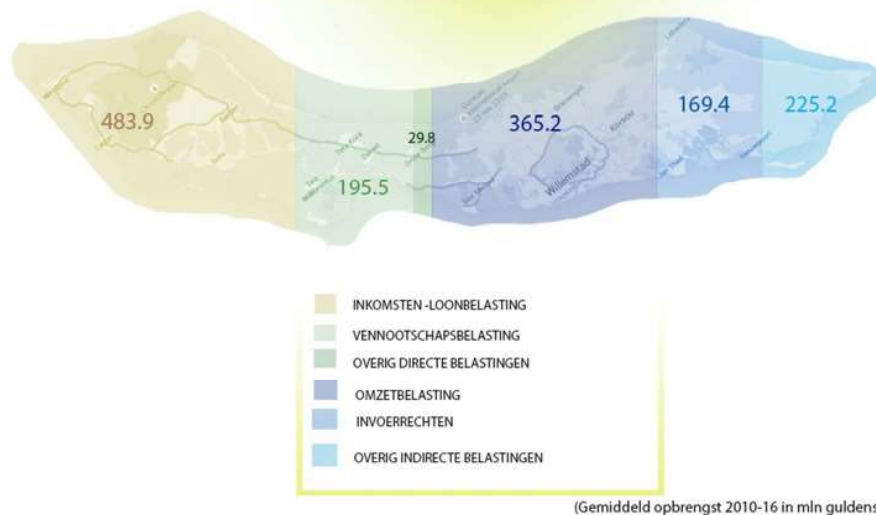 483.9
195.5
29.8
365.2
169.4
225.2
Willemstad
INKOMSTEN -LOONBELASTING
VENNOOTSCHAPSBELASTING
OVERIG DIRECTE BELASTINGEN
OMZETBELASTING
INVOERRECHTEN
OVERIG INDIRECTE BELASTINGEN
(Gemiddeld opbrengst 2010-16 in mln guldens